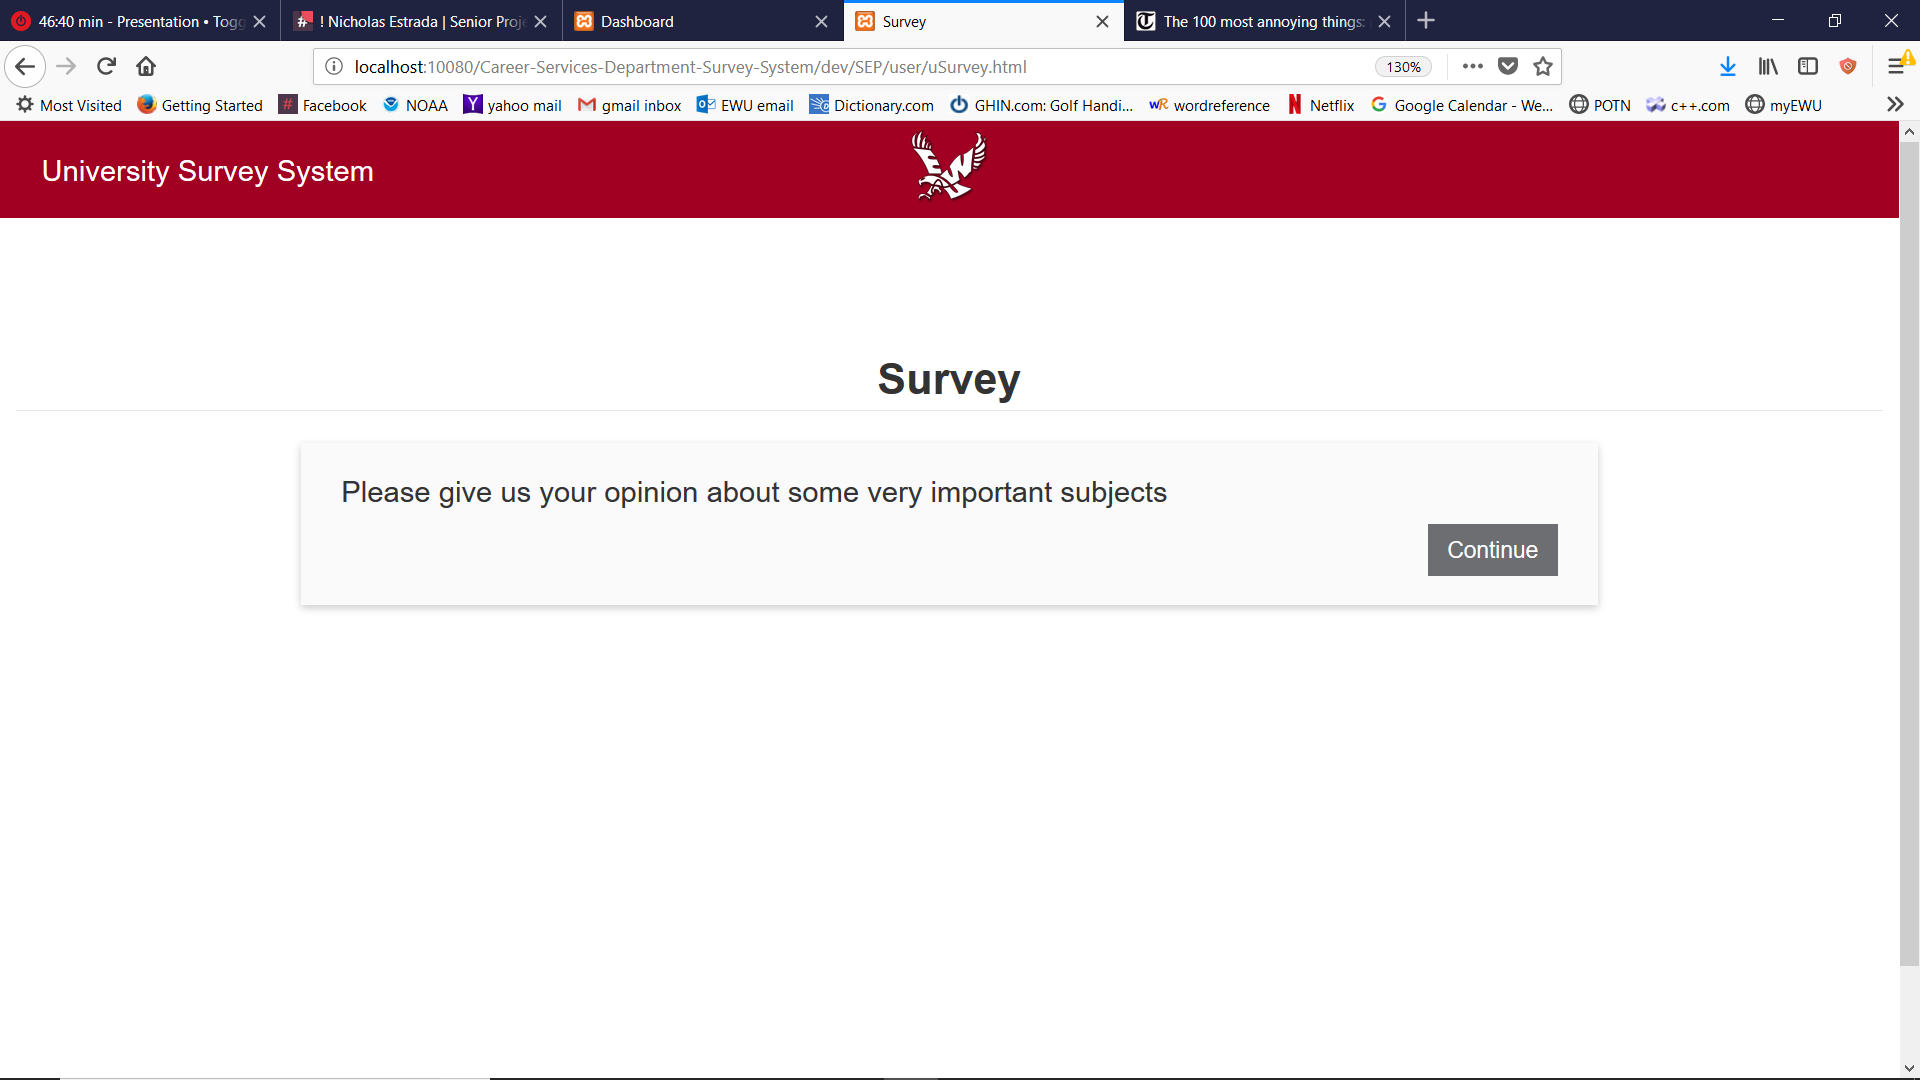 46:40 min - Presentation • Togg
! Nicholas Estrada | Senior Proje
Dashboard
Survey
The 100 most annoying things:
localhost:10080/Career-Services-Department-Survey-System/dev/SEP/user/uSurvey.html
130%
Most Visited
Getting Started
Facebook
NOAA
yahoo mail
gmail inbox
EWU email
Dictionary.com
GHIN.com: Golf Handi...
wordreference
Netflix
Google Calendar - We...
POTN
c++.com
myEWU
University Survey System
Survey
Please give us your opinion about some very important subjects
Continue